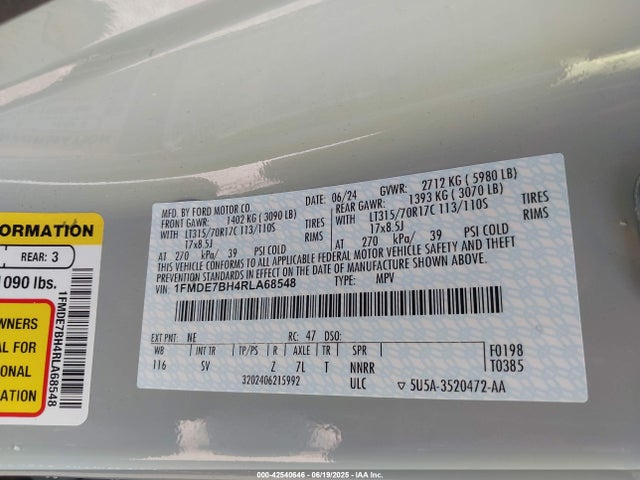 ORMATION
REAR: 3
1090 lbs.
WNERS
AL FOR
ONAL
ON
1FMDE7BH4RLA68548
MFD. BY FORD MOTOR CO.
DATE: 06/24 GVWR: 2712 KG ( 5980 LB)
FRONT GAWR: 1402 KG ( 3090 LB) REAR GAWR: 1393 KG ( 3070 LB)
WITH LT315/70R17C 113/110S TIRES WITH LT315/70R17C 113/110S TIRES
17x8.5J RIMS 17x8.5J RIMS
AT 270 kPa/ 39 PSI COLD AT 270 kPa/ 39 PSI COLD
THIS VEHICLE CONFORMS TO ALL APPLICABLE FEDERAL MOTOR VEHICLE SAFETY AND THEFT
PREVENTION STANDARDS IN EFFECT ON THE DATE OF MANUFACTURE SHOWN ABOVE.
VIN: 1FMDE7BH4RLA68548 TYPE: MPV
EXT PNT: NE RC: 47 DSO:
WB INT TR TP/PS R AXLE TR SPR F0198
116 SV Z 7L T NNRR T0385
3202406215992 ULC ▽ 5U5A-3520472-AA
000-42540646 - 06/19/2025 - IAA Inc.